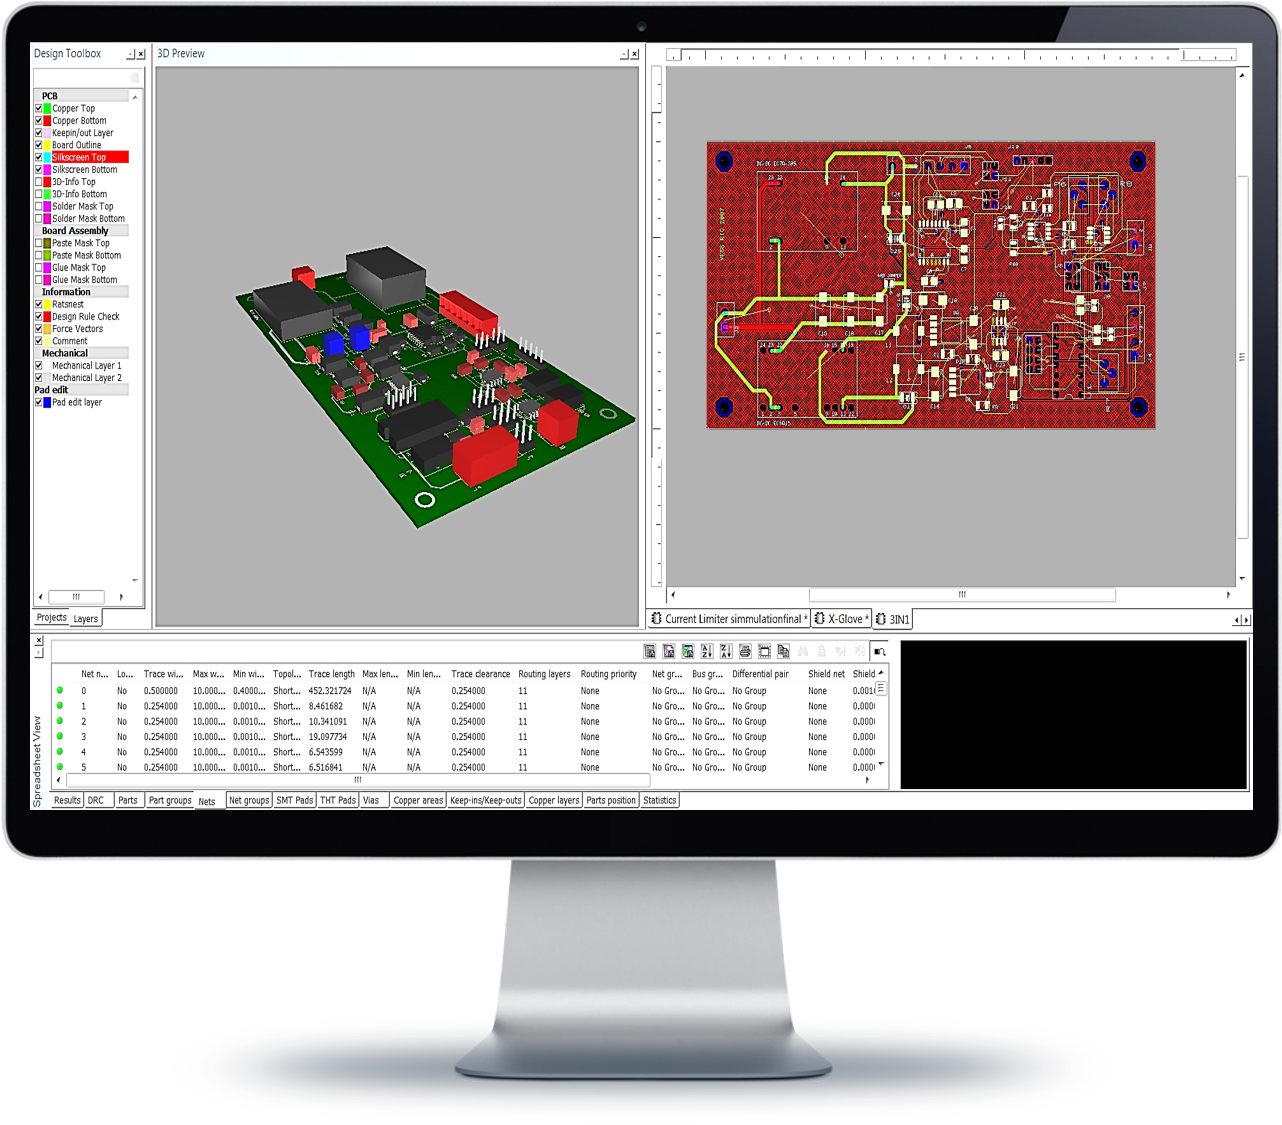 Design Toolbox
PCB
Copper Top
Copper Bottom
Keepin/out Layer
Board Outline
Silkscreen Top
Silkscreen Bottom
3D-Info Top
3D-Info Bottom
Solder Mask Top
Solder Mask Bottom
Board Assembly
Paste Mask Top
Paste Mask Bottom
Glue Mask Top
Glue Mask Bottom
Information
Ratsnest
Design Rule Check
Force Vectors
Comment
Mechanical
Mechanical Layer 1
Mechanical Layer 2
Pad edit
Pad edit layer
Projects Layers
3D Preview
Current Limiter simmulationfinal * X-Glove * 3IN1
Spreadsheet View
Net n... Lo... Trace wi... Max w... Min wi... Topol... Trace length Max len... Min len... Trace clearance Routing layers Routing priority Net gr... Bus gr... Differential pair Shield net Shield
0 No 0.500000 10.000... 0.4000... Short... 452.321724 N/A N/A 0.254000 11 None No Gro... No Gro... No Group None 0.001
1 No 0.254000 10.000... 0.0010... Short... 8.461682 N/A N/A 0.254000 11 None No Gro... No Gro... No Group None 0.000
2 No 0.254000 10.000... 0.0010... Short... 10.341091 N/A N/A 0.254000 11 None No Gro... No Gro... No Group None 0.000
3 No 0.254000 10.000... 0.0010... Short... 19.097734 N/A N/A 0.254000 11 None No Gro... No Gro... No Group None 0.000
4 No 0.254000 10.000... 0.0010... Short... 6.543599 N/A N/A 0.254000 11 None No Gro... No Gro... No Group None 0.000
5 No 0.254000 10.000... 0.0010... Short... 6.516841 N/A N/A 0.254000 11 None No Gro... No Gro... No Group None 0.000
Results DRC Parts Part groups Nets Net groups SMT Pads THT Pads Vias Copper areas Keep-ins/Keep-outs Copper layers Parts position Statistics